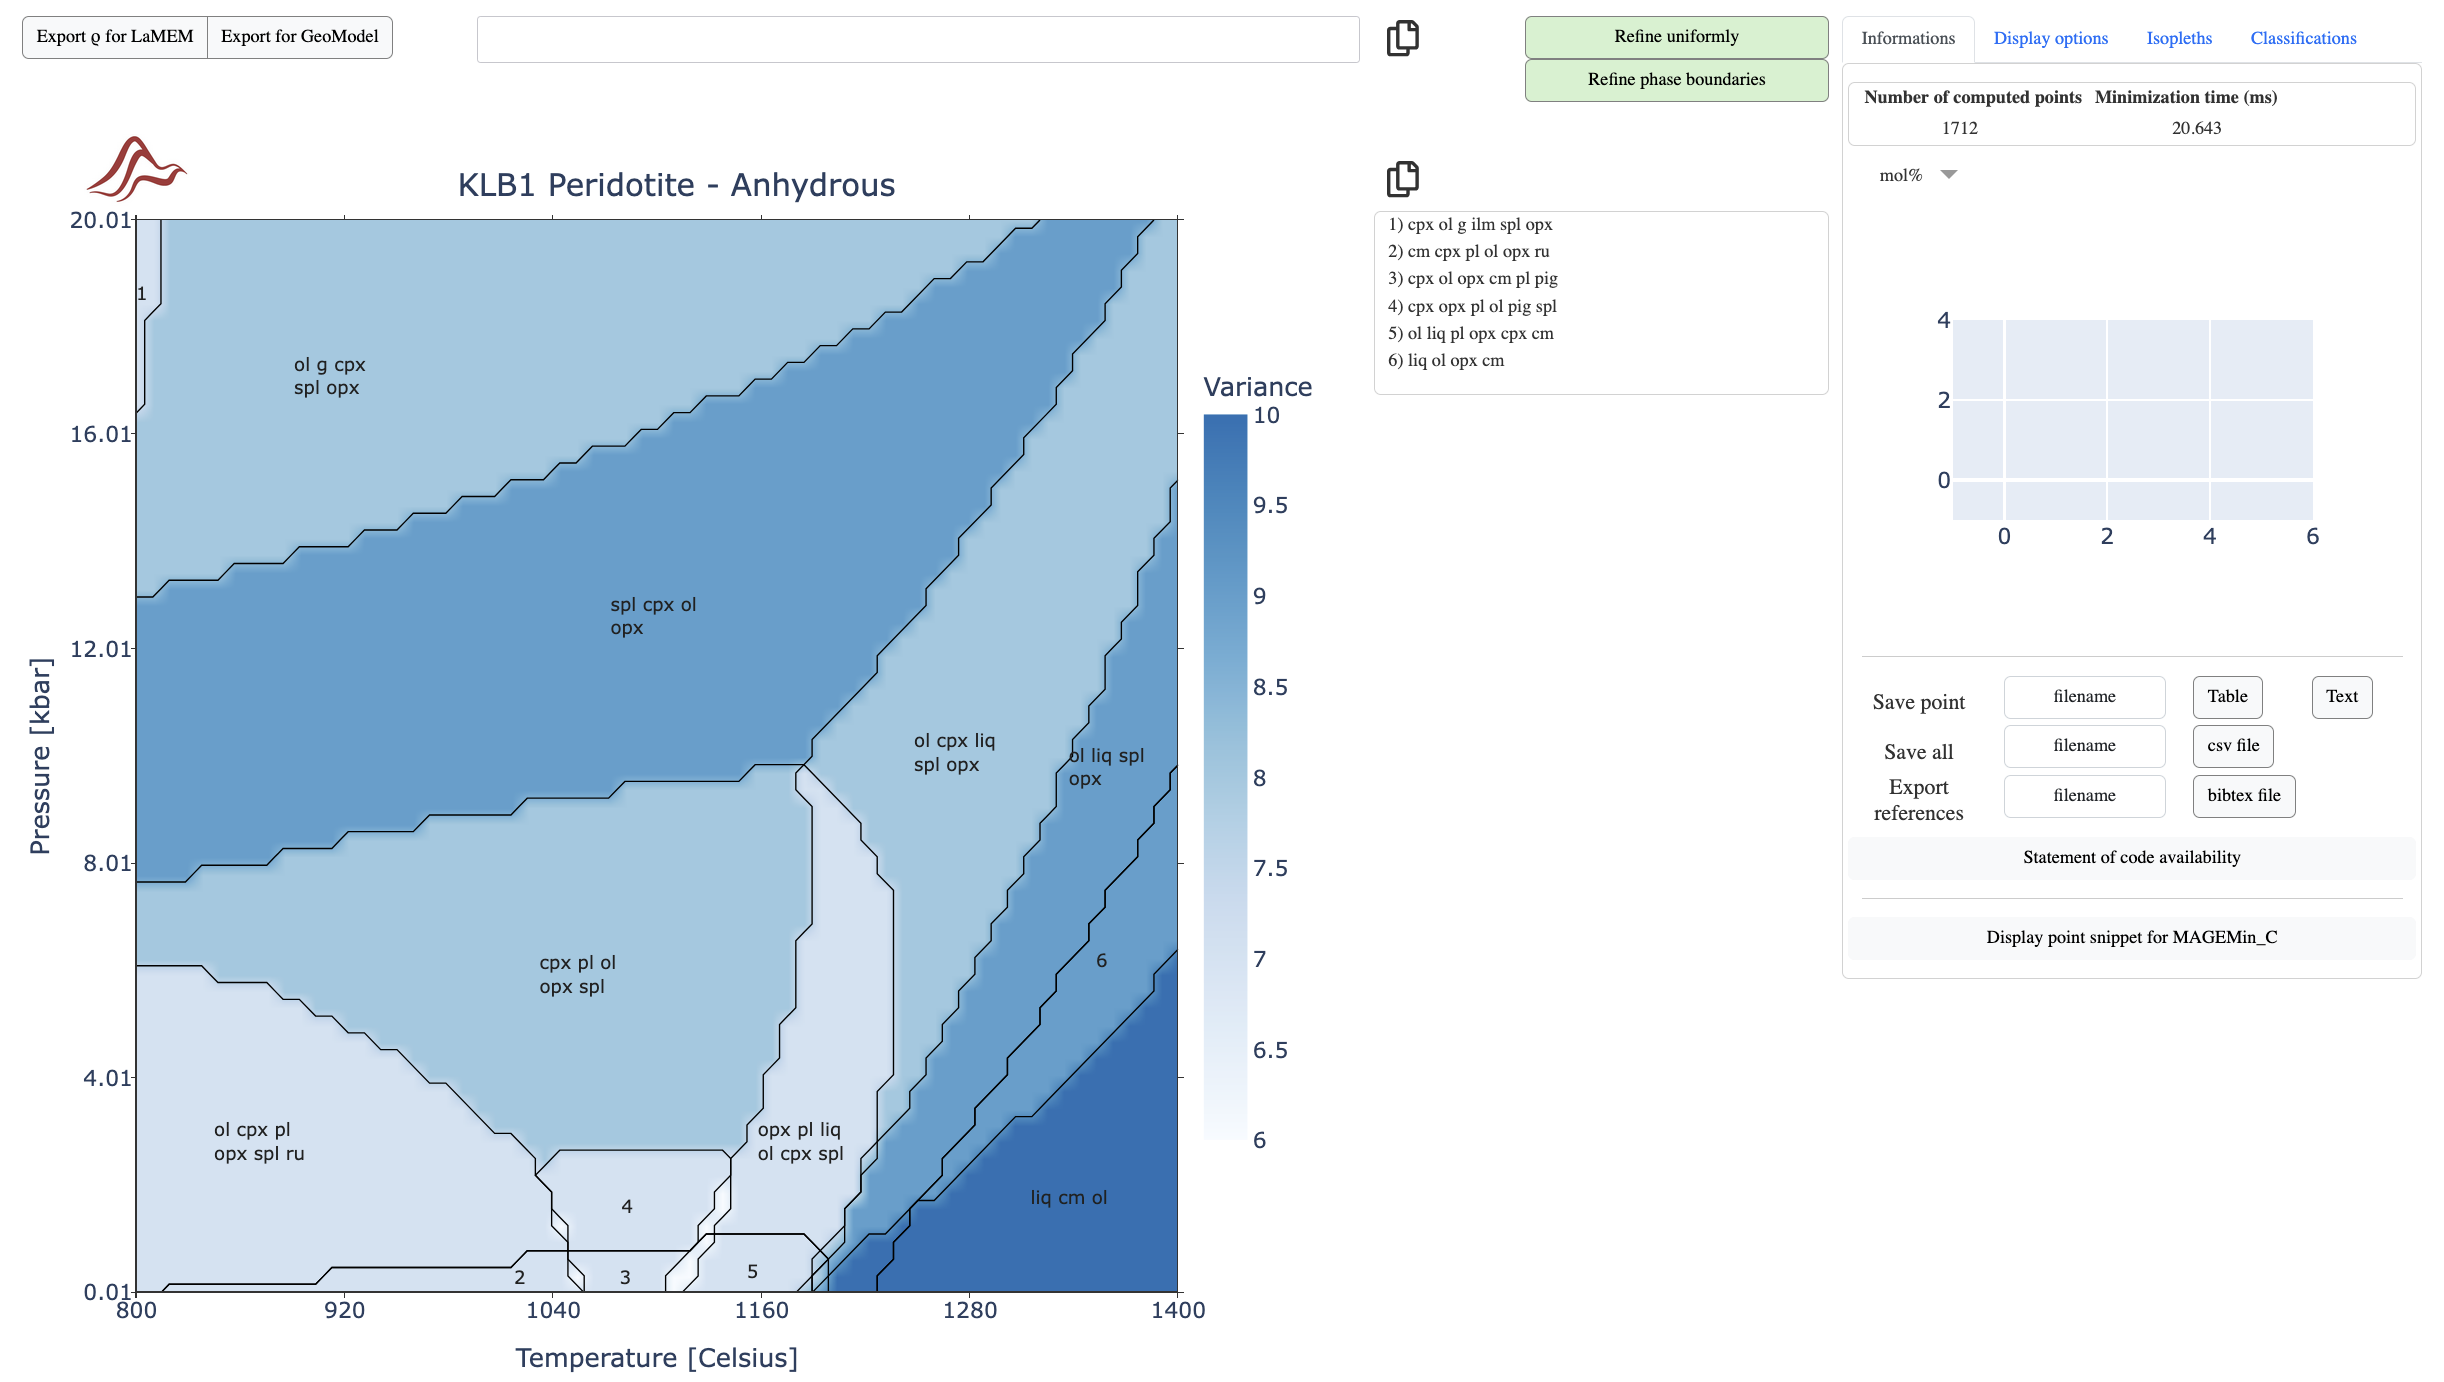 Export ϱ for LaMEM
Export for GeoModel
Refine uniformly
Refine phase boundaries
Informations
Display options
Isopleths
Classifications
Number of computed points Minimization time (ms)
1712 20.643
mol%
KLB1 Peridotite - Anhydrous
20.01
16.01
12.01
8.01
4.01
0.01
Pressure [kbar]
800 920 1040 1160 1280 1400
Temperature [Celsius]
1
ol g cpx
spl opx
spl cpx ol
opx
ol cpx liq
spl opx
ol liq spl
opx
cpx pl ol
opx spl
6
ol cpx pl
opx spl ru
opx pl liq
ol cpx spl
4
liq cm ol
2
3
5
Variance
10
9.5
9
8.5
8
7.5
7
6.5
6
1) cpx ol g ilm spl opx
2) cm cpx pl ol opx ru
3) cpx ol opx cm pl pig
4) cpx opx pl ol pig spl
5) ol liq pl opx cpx cm
6) liq ol opx cm
4
2
0
0 2 4 6
Save point filename Table Text
Save all filename csv file
Export
references filename bibtex file
Statement of code availability
Display point snippet for MAGEMin_C